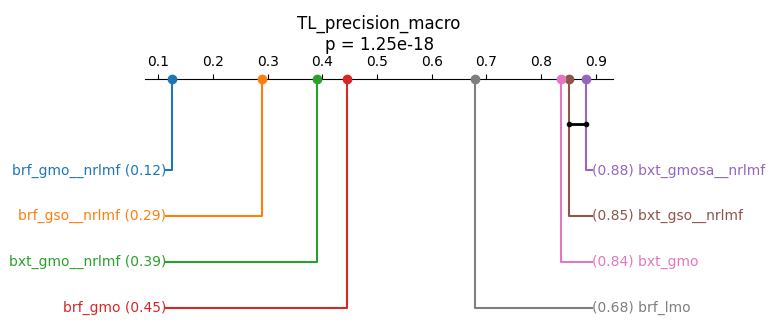 TL_precision_macro
p = 1.25e-18
0.1 0.2 0.3 0.4 0.5 0.6 0.7 0.8 0.9
brf_gmo__nrlmf (0.12) (0.88) bxt_gmosa__nrlmf
brf_gso__nrlmf (0.29) (0.85) bxt_gso__nrlmf
bxt_gmo__nrlmf (0.39) (0.84) bxt_gmo
brf_gmo (0.45) (0.68) brf_lmo